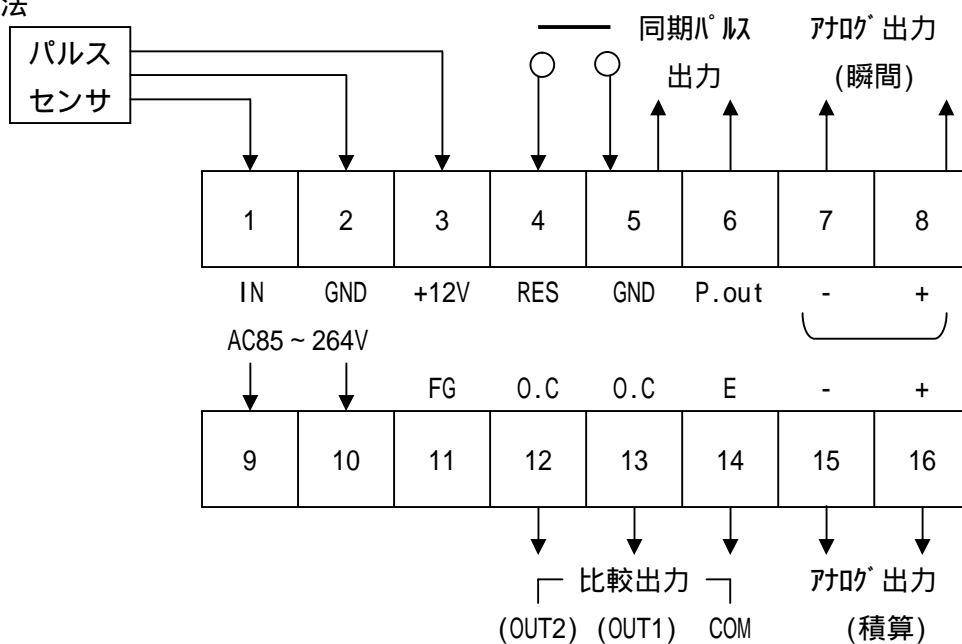 法
パルス
センサ
同期パルス
出力
アナログ出力
(瞬間)
1 2 3 4 5 6 7 8
IN GND +12V RES GND P.out - +
AC85~264V
FG O.C O.C E - +
9 10 11 12 13 14 15 16
比較出力
アナログ出力
(OUT2) (OUT1) COM
(積算)